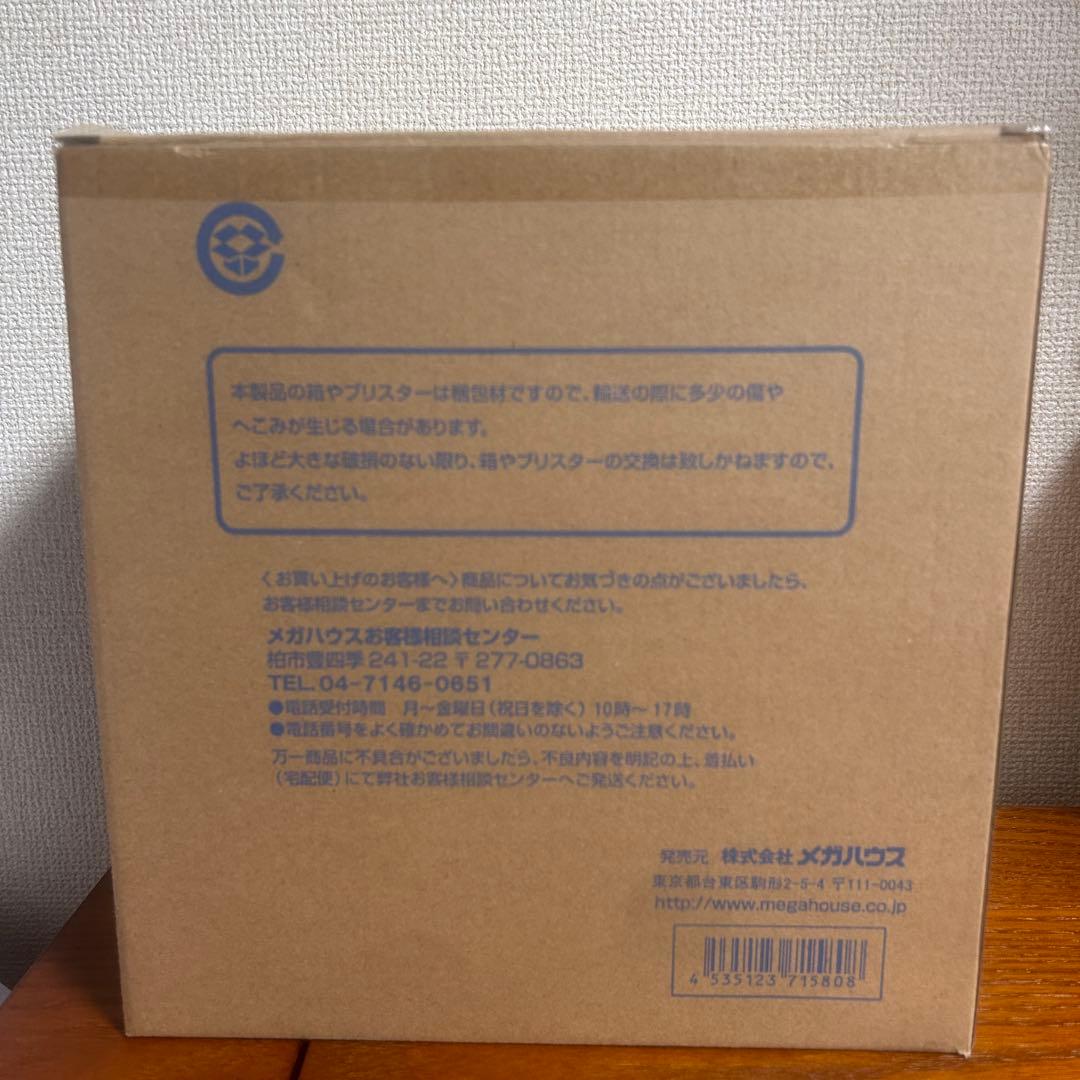 本製品の箱やブリスターは梱包材ですので、輸送の際に多少の傷や
へこみが生じる場合があります。
よほど大きな破損のない限り、箱やブリスターの交換は致しかねますので、
ご了承ください。
〈お買い上げのお客様へ〉商品についてお気づきの点がございましたら、
お客様相談センターまでお問い合わせください。
メガハウスお客様相談センター
柏市豊四季241-22 〒277-0863
TEL.04-7146-0651
●電話受付時間 月～金曜日(祝日を除く)10時～17時
●電話番号をよく確かめてお間違いのないようご注意ください。
万一商品に不具合がございましたら、不良内容を明記の上、着払い
(宅配便)にて弊社お客様相談センターへご発送ください。
発売元 株式会社メガハウス
東京都台東区駒形2-5-4 〒111-0043
http://www.megahouse.co.jp
4 535123 715808